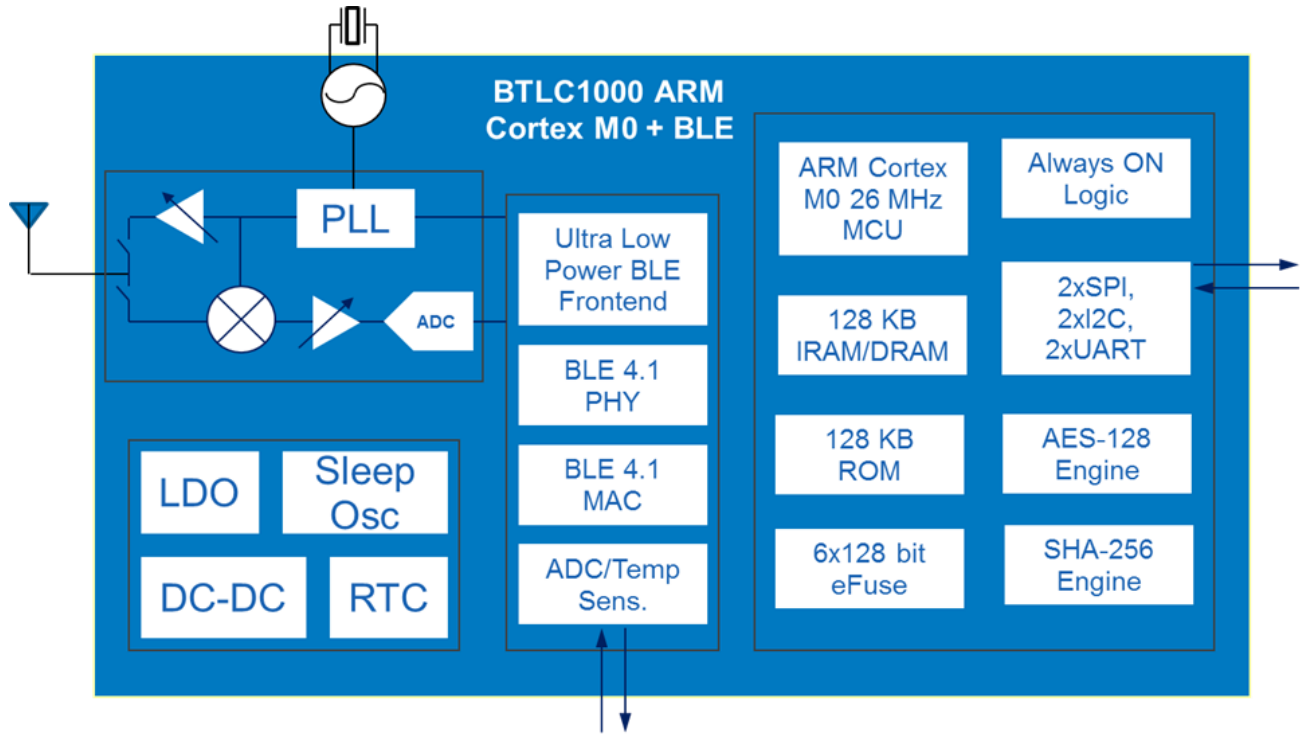 BTLC1000 ARM
Cortex M0 + BLE
PLL
ADC
Ultra Low
Power BLE
Frontend
BLE 4.1
PHY
BLE 4.1
MAC
ADC/Temp
Sens.
LDO
Sleep
Osc
DC-DC
RTC
ARM Cortex
M0 26 MHz
MCU
128 KB
IRAM/DRAM
128 KB
ROM
6x128 bit
eFuse
Always ON
Logic
2xSPI,
2xI2C,
2xUART
AES-128
Engine
SHA-256
Engine